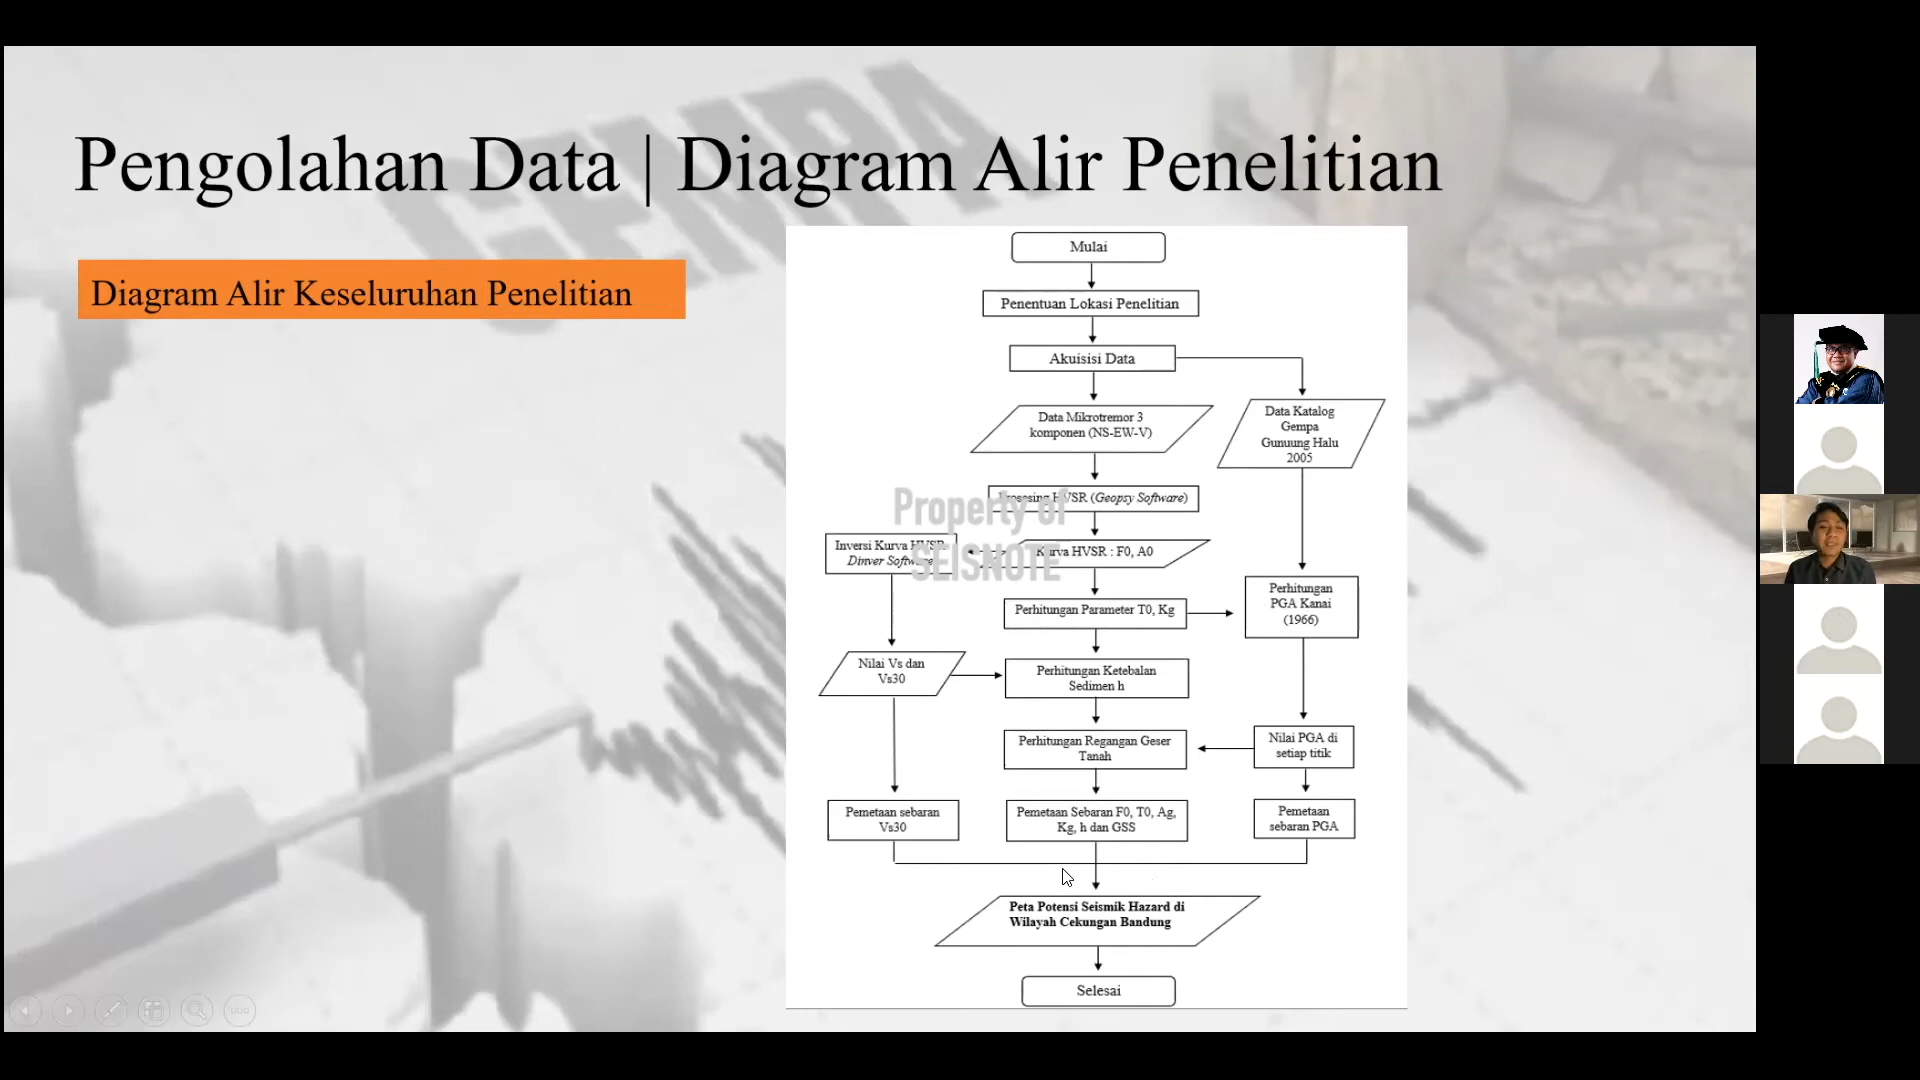 GEMPA
Pengolahan Data | Diagram Alir Penelitian
Diagram Alir Keseluruhan Penelitian
Mulai
Penentuan Lokasi Penelitian
Akuisisi Data
Data Mikrotremor 3
komponen (NS-EW-V)
Data Katalog
Gempa
Gunuung Halu
2005
Prosesing HVSR (Geopsy Software)
Property of
SEISNOTE
Inversi Kurva HVSR
Dinver Software
Kurva HVSR : F0, A0
Perhitungan Parameter T0, Kg
Perhitungan
PGA Kanai
(1966)
Nilai Vs dan
Vs30
Perhitungan Ketebalan
Sedimen h
Perhitungan Regangan Geser
Tanah
Nilai PGA di
setiap titik
Pemetaan sebaran
Vs30
Pemetaan Sebaran F0, T0, Ag,
Kg, h dan GSS
Pemetaan
sebaran PGA
Peta Potensi Seismik Hazard di
Wilayah Cekungan Bandung
Selesai